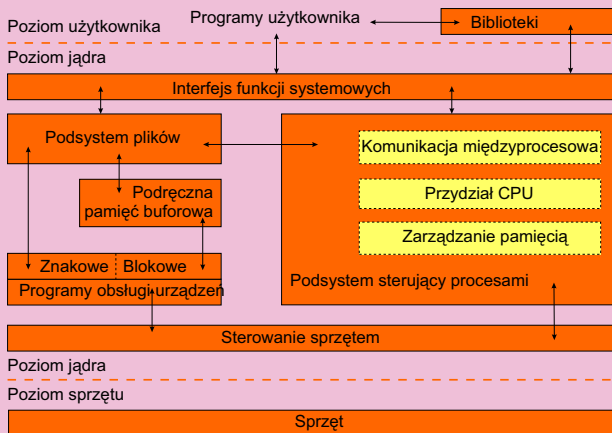 Poziom użytkownika
Programy użytkownika
Biblioteki
Poziom jądra
Interfejs funkcji systemowych
Podsystem plików
Komunikacja międzyprocesowa
Podręczna
pamięć buforowa
Przydział CPU
Zarządzanie pamięcią
Znakowe
Blokowe
Programy obsługi urządzeń
Podsystem sterujący procesami
Sterowanie sprzętem
Poziom jądra
Poziom sprzętu
Sprzęt